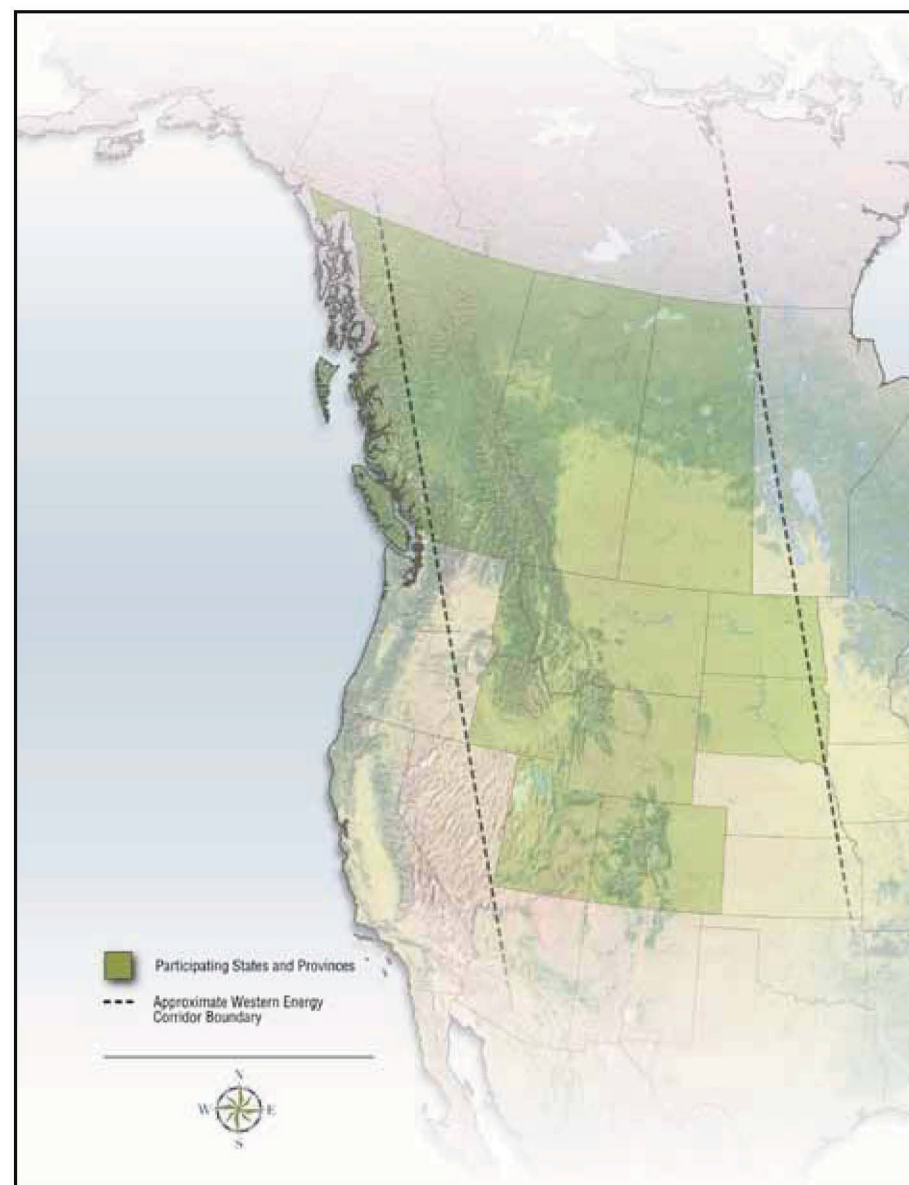 Participating States and Provinces
Approximate Western Energy
Corridor Boundary
N
W E
S